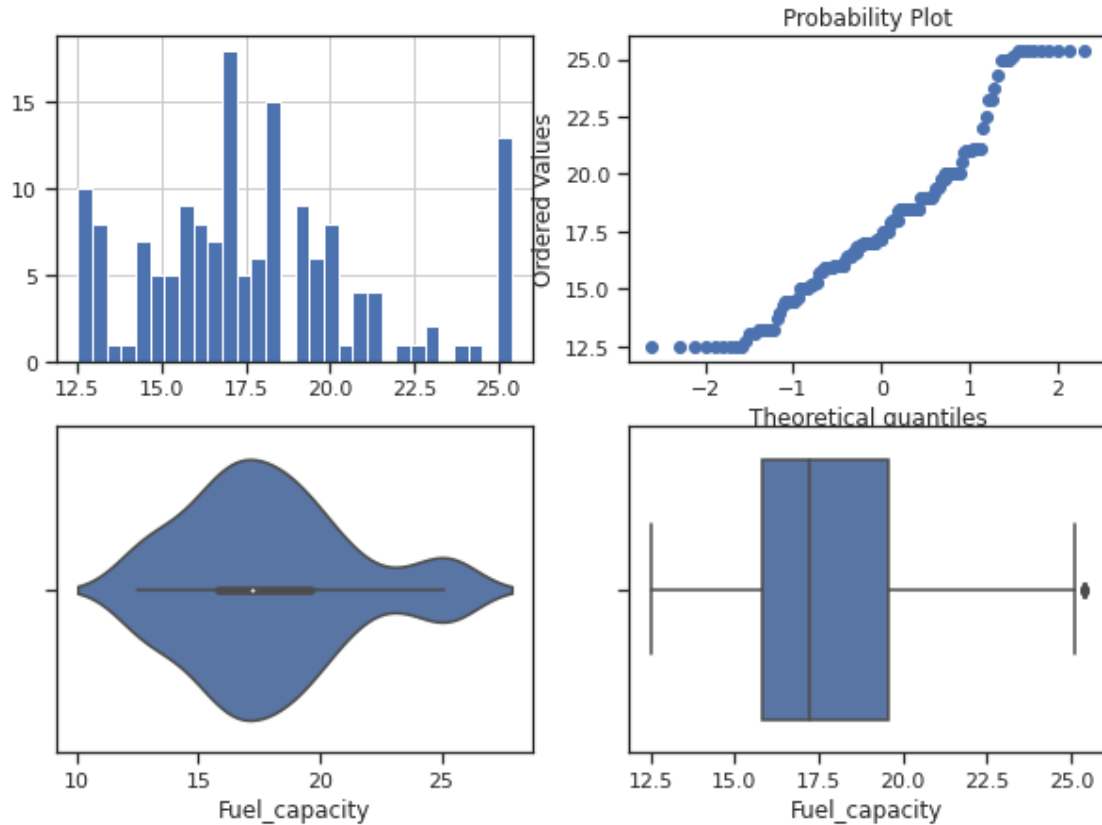 Probability Plot
15
10
5
0
12.5 15.0 17.5 20.0 22.5 25.0
Ordered Values
25.0
22.5
20.0
17.5
15.0
12.5
−2 −1 0 1 2
Theoretical quantiles
10 15 20 25
Fuel_capacity
12.5 15.0 17.5 20.0 22.5 25.0
Fuel_capacity